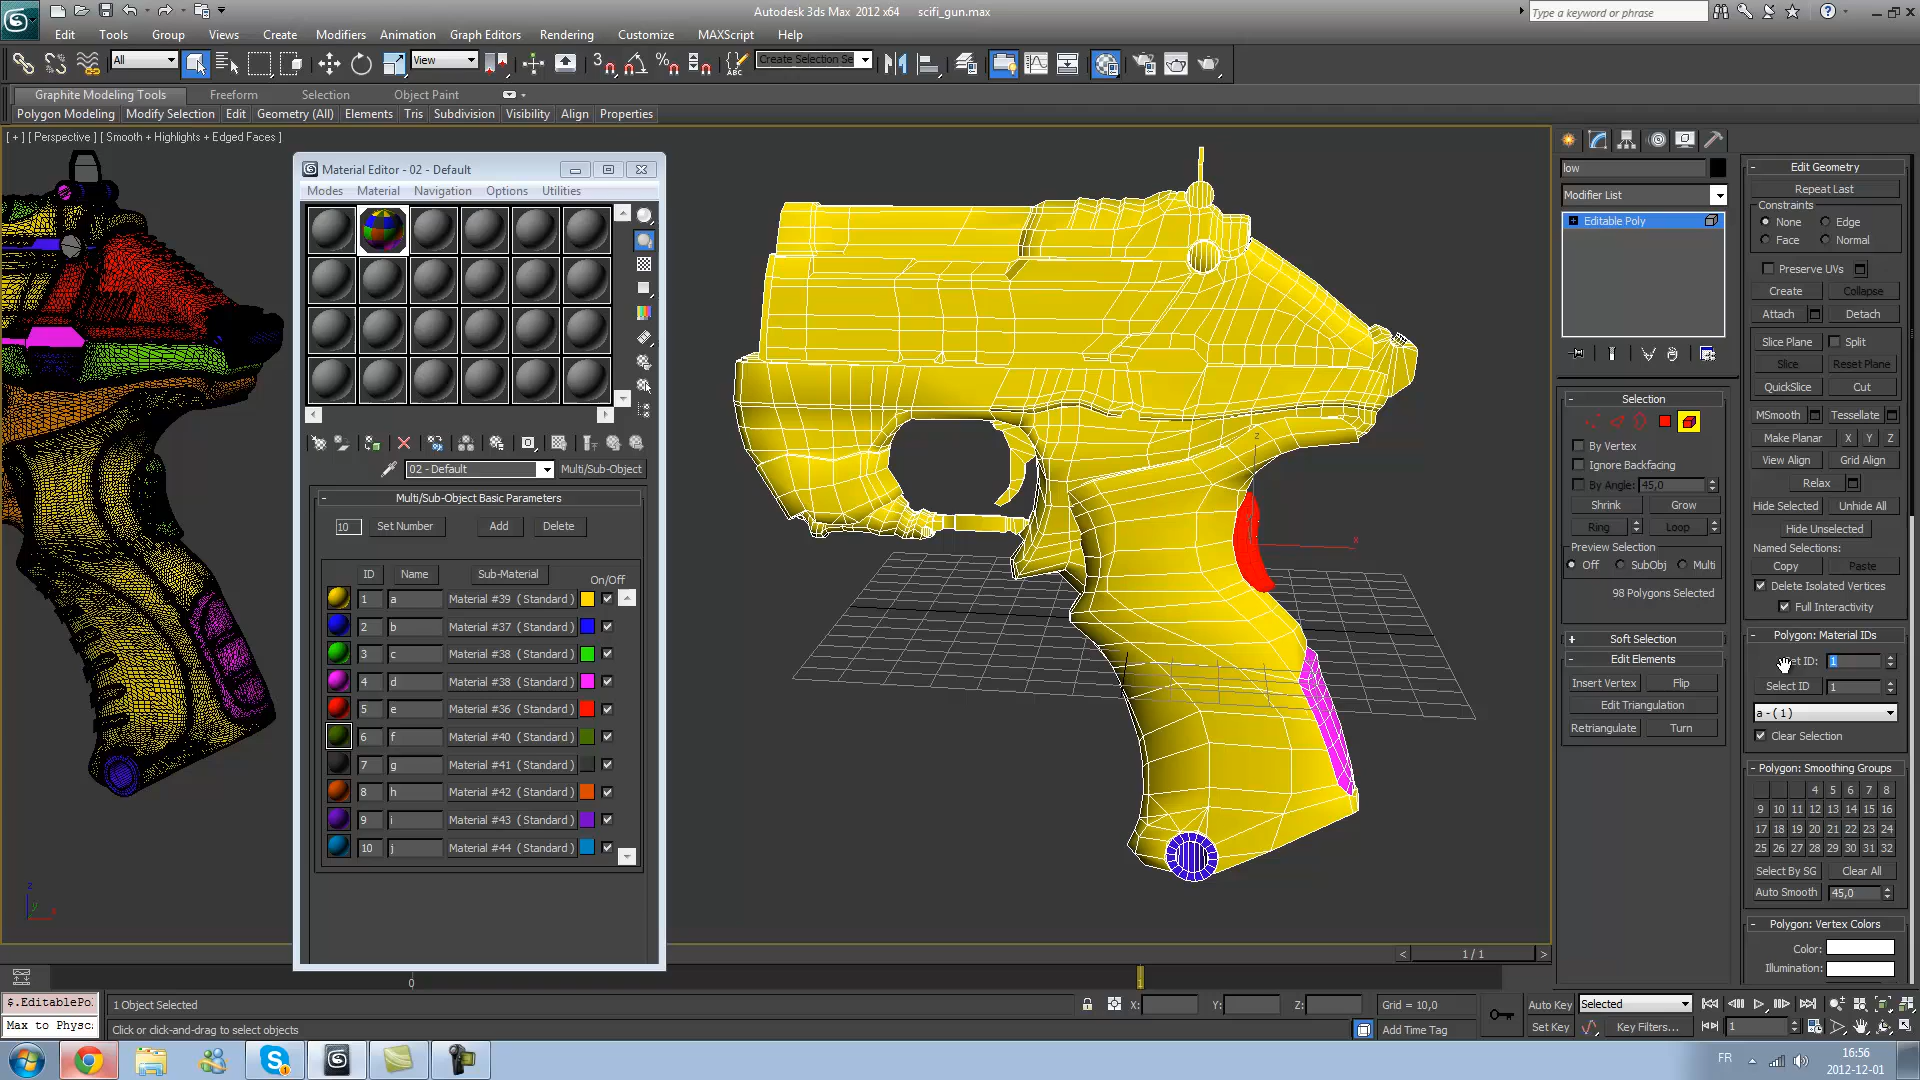 Autodesk 3ds Max 2012 x64 scifi_gun.max
Type a keyword or phrase
Edit Tools Group Views Create Modifiers Animation Graph Editors Rendering Customize MAXScript Help
All View Create Selection Se
Graphite Modeling Tools Freeform Selection Object Paint
Polygon Modeling Modify Selection Edit Geometry (All) Elements Tris Subdivision Visibility Align Properties
[ + ] [ Perspective ] [ Smooth + Highlights + Edged Faces ]
Material Editor - 02 - Default
Modes Material Navigation Options Utilities
02 - Default Multi/Sub-Object
Multi/Sub-Object Basic Parameters
10 Set Number Add Delete
ID Name Sub-Material On/Off
1 a Material #39 ( Standard )
2 b Material #37 ( Standard )
3 c Material #38 ( Standard )
4 d Material #38 ( Standard )
5 e Material #36 ( Standard )
6 f Material #40 ( Standard )
7 g Material #41 ( Standard )
8 h Material #42 ( Standard )
9 i Material #43 ( Standard )
10 j Material #44 ( Standard )
z
x
z
y
x
low
Modifier List
Editable Poly
Selection
By Vertex
Ignore Backfacing
By Angle: 45,0
Shrink Grow
Ring Loop
Preview Selection
Off SubObj Multi
98 Polygons Selected
Soft Selection
Edit Elements
Insert Vertex Flip
Edit Triangulation
Retriangulate Turn
Edit Geometry
Repeat Last
Constraints
None Edge
Face Normal
Preserve UVs
Create Collapse
Attach Detach
Slice Plane Split
Slice Reset Plane
QuickSlice Cut
MSmooth Tessellate
Make Planar X Y Z
View Align Grid Align
Relax
Hide Selected Unhide All
Hide Unselected
Named Selections:
Copy Paste
Delete Isolated Vertices
Full Interactivity
Polygon: Material IDs
ID: 1
Select ID 1
a - ( 1 )
Clear Selection
Polygon: Smoothing Groups
4 5 6 7 8
9 10 11 12 13 14 15 16
17 18 19 20 21 22 23 24
25 26 27 28 29 30 31 32
Select By SG Clear All
Auto Smooth 45,0
Polygon: Vertex Colors
Color:
Illumination:
1 / 1
0
$.EditablePo
Max to Physc
1 Object Selected
Click or click-and-drag to select objects
X: Y: Z: Grid = 10,0
Add Time Tag
Auto Key Selected
Set Key Key Filters... 1
FR 16:56
2012-12-01